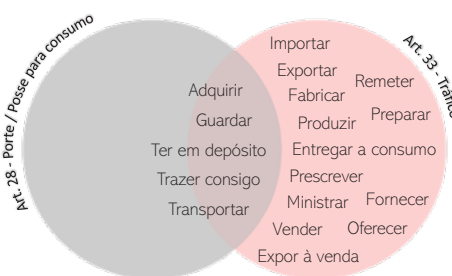 Art. 28 - Porte / Posse para consumo
Adquirir
Guardar
Ter em depósito
Trazer consigo
Transportar
Art. 33 - Tráfico
Importar
Exportar
Remeter
Fabricar
Preparar
Produzir
Entregar a consumo
Prescrever
Ministrar
Fornecer
Vender
Oferecer
Expor à venda